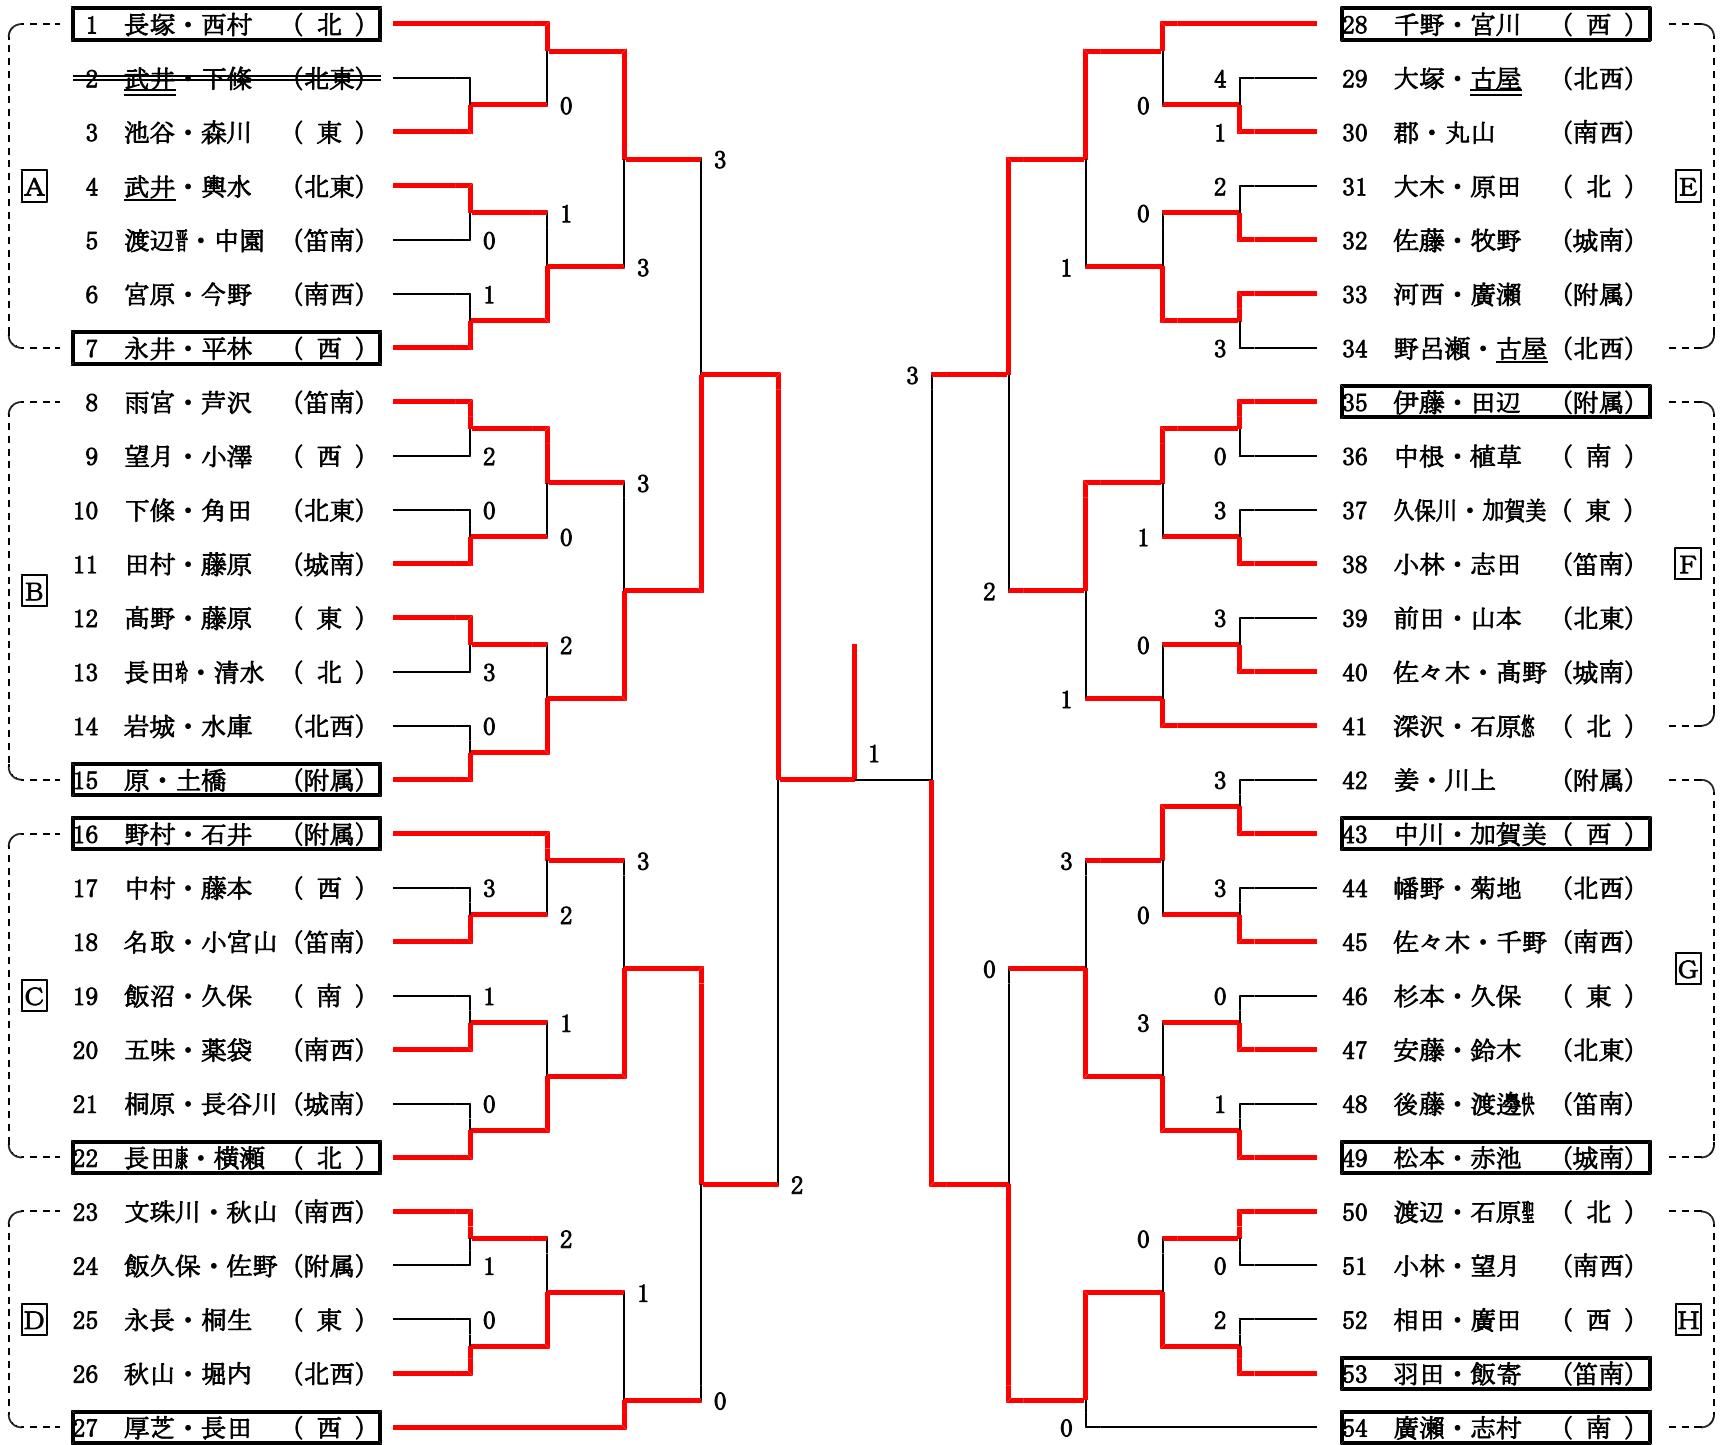 1 長塚・西村 ( 北 )
2 武井・下條 (北東)
0
3 池谷・森川 ( 東 )
3
A
4 武井・輿水 (北東)
1
5 渡辺晋・中園 (笛南)
0
3
6 宮原・今野 (南西)
1
7 永井・平林 ( 西 )
8 雨宮・芦沢 (笛南)
9 望月・小澤 ( 西 )
2
3
10 下條・角田 (北東)
0
0
11 田村・藤原 (城南)
B
12 髙野・藤原 ( 東 )
2
13 長田・清水 ( 北 )
3
14 岩城・水庫 (北西)
0
15 原・土橋 (附属)
16 野村・石井 (附属)
3
17 中村・藤本 ( 西 )
3
2
18 名取・小宮山 (笛南)
C
19 飯沼・久保 ( 南 )
1
1
20 五味・薬袋 (南西)
21 桐原・長谷川 (城南)
0
22 長田康・横瀬 ( 北 )
2
23 文珠川・秋山 (南西)
2
24 飯久保・佐野 (附属)
1
1
D
25 永長・桐生 ( 東 )
0
26 秋山・堀内 (北西)
0
27 厚芝・長田 ( 西 )
1
28 千野・宮川 ( 西 )
4
29 大塚・古屋 (北西)
0
1
30 郡・丸山 (南西)
E
2
31 大木・原田 ( 北 )
0
32 佐藤・牧野 (城南)
1
33 河西・廣瀬 (附属)
3
34 野呂瀬・古屋 (北西)
3
35 伊藤・田辺 (附属)
0
36 中根・植草 ( 南 )
3
37 久保川・加賀美 ( 東 )
1
38 小林・志田 (笛南)
F
2
3
39 前田・山本 (北東)
0
40 佐々木・髙野 (城南)
1
41 深沢・石原悠 ( 北 )
3
42 姜・川上 (附属)
43 中川・加賀美 ( 西 )
3
3
44 幡野・菊地 (北西)
0
45 佐々木・千野 (南西)
G
0
0
46 杉本・久保 ( 東 )
3
47 安藤・鈴木 (北東)
1
48 後藤・渡邊快 (笛南)
49 松本・赤池 (城南)
50 渡辺・石原聖 ( 北 )
0
0
51 小林・望月 (南西)
2
52 相田・廣田 ( 西 )
H
53 羽田・飯寄 (笛南)
0
54 廣瀬・志村 ( 南 )